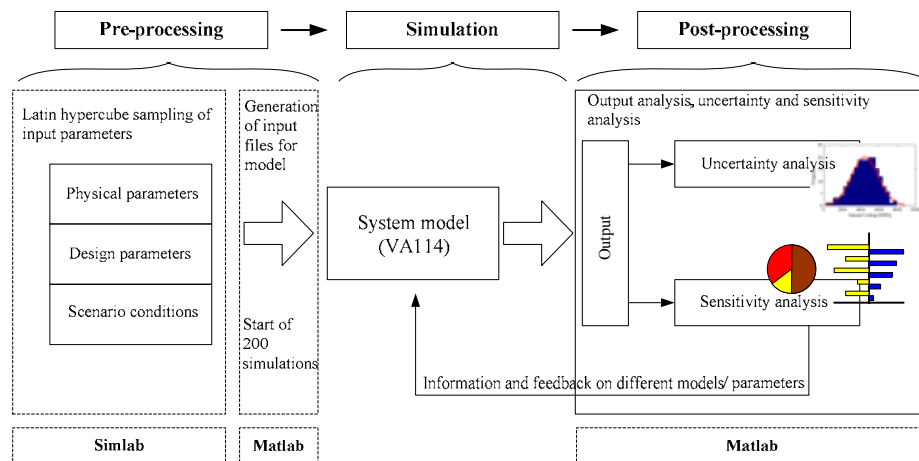 Pre-processing
Simulation
Post-processing
Latin hypercube sampling of
input parameters
Physical parameters
Design parameters
Scenario conditions
Generation
of input
files for
model
Start of
200
simulations
System model
(VA114)
Output analysis, uncertainty and sensitivity
analysis
Output
Uncertainty analysis
Sensitivity analysis
Information and feedback on different models/ parameters
Simlab
Matlab
Matlab